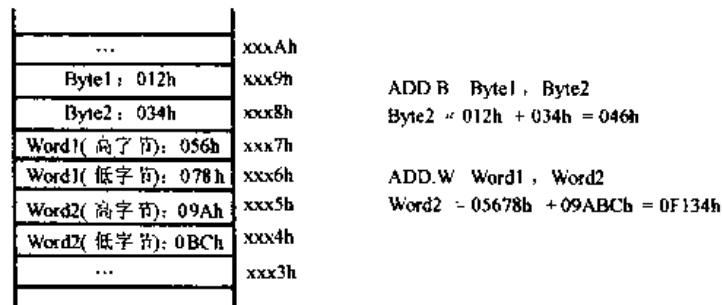 ... xxxAh
Byte1: 012h xxx9h
ADD B Byte1, Byte2
Byte2: 034h xxx8h
Byte2 = 012h + 034h = 046h
Word1(高字节): 056h xxx7h
Word1(低字节): 078h xxx6h
ADD.W Word1, Word2
Word2(高字节): 09Ah xxx5h
Word2 = 05678h + 09ABCh = 0F134h
Word2(低字节): 0BCh xxx4h
... xxx3h